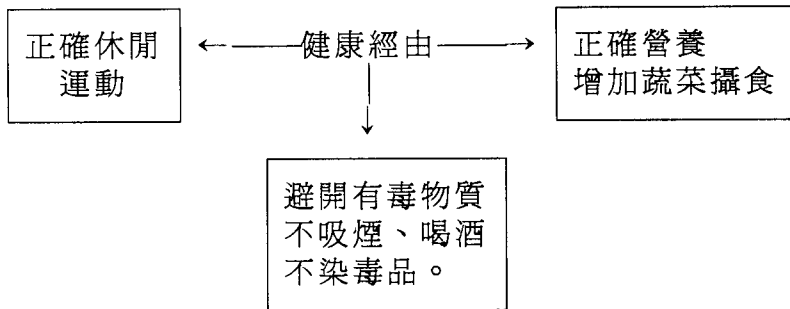 正確休閒
運動
健康經由
正確營養
增加蔬菜攝食
避開有毒物質
不吸煙、喝酒
不染毒品。